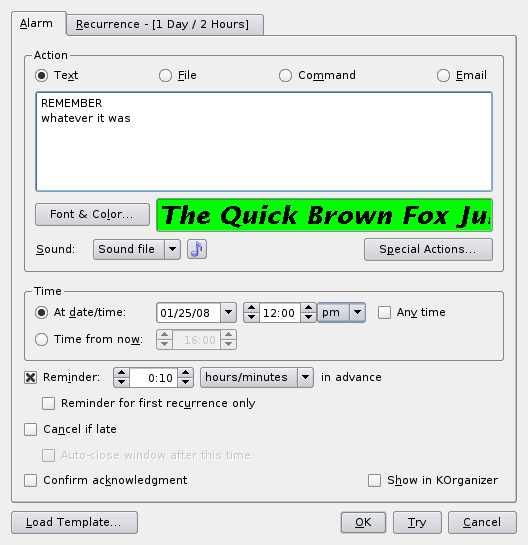 Alarm
Recurrence - [1 Day / 2 Hours]
Action
Text
File
Command
Email
REMEMBER
whatever it was
Font & Color...
The Quick Brown Fox
Sound:
Sound file
Special Actions...
Time
At date/time:
01/25/08
12:00
pm
Any time
Time from now:
16:00
Reminder:
0:10
hours/minutes
in advance
Reminder for first recurrence only
Cancel if late
Auto-close window after this time
Confirm acknowledgment
Show in KOrganizer
Load Template...
OK
Try
Cancel